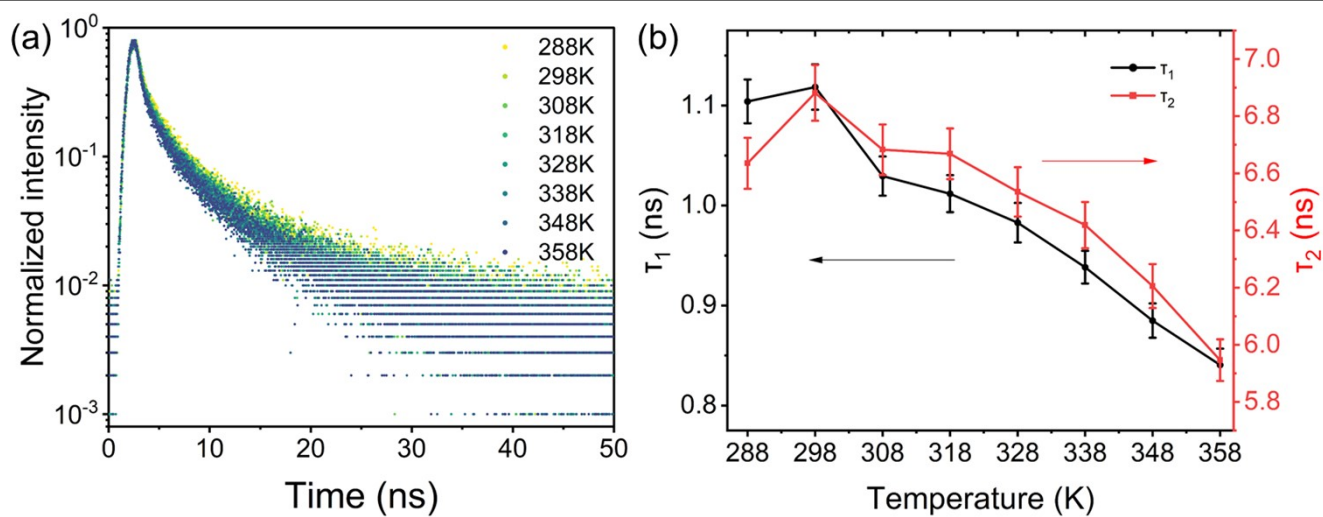 (a)
Normalized intensity
10⁰
10⁻¹
10⁻²
10⁻³
288K
298K
308K
318K
328K
338K
348K
358K
0 10 20 30 40 50
Time (ns)
(b)
τ₁ (ns)
1.1
1.0
0.9
0.8
τ₁
τ₂
7.0
6.8
6.6
6.4
6.2
6.0
5.8
τ₂ (ns)
288 298 308 318 328 338 348 358
Temperature (K)